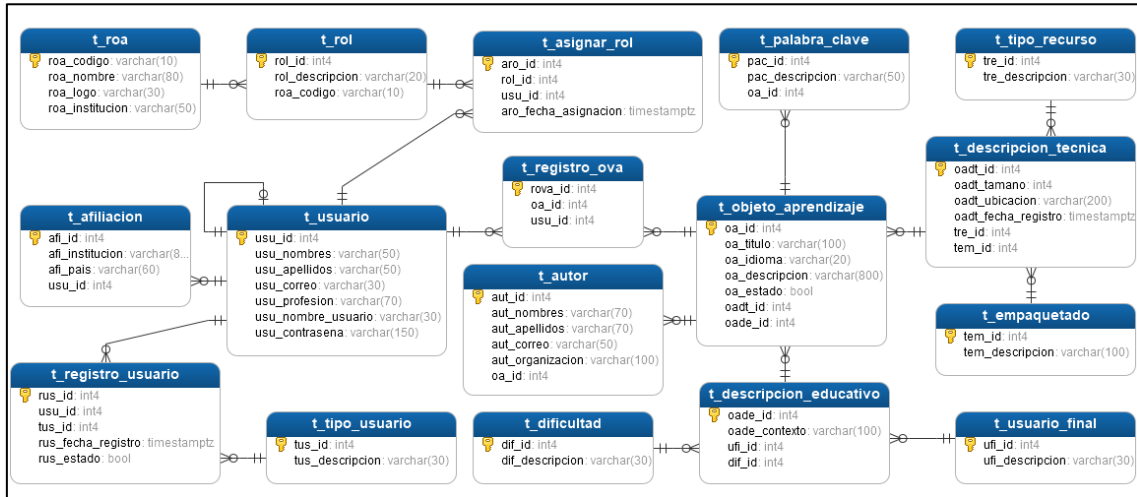 t_roa
roa_codigo: varchar(10)
roa_nombre: varchar(80)
roa_logo: varchar(30)
roa_institucion: varchar(50)
t_rol
rol_id: int4
rol_descripcion: varchar(20)
roa_codigo: varchar(10)
t_asignar_rol
aro_id: int4
rol_id: int4
usu_id: int4
aro_fecha_asignacion: timestamptz
t_palabra_clave
pac_id: int4
pac_descripcion: varchar(50)
oa_id: int4
t_tipo_recurso
tre_id: int4
tre_descripcion: varchar(30)
t_descripcion_tecnica
oadt_id: int4
oadt_tamano: int4
oadt_ubicacion: varchar(200)
oadt_fecha_registro: timestamptz
tre_id: int4
tem_id: int4
t_registro_ova
rova_id: int4
oa_id: int4
usu_id: int4
t_afiliacion
afi_id: int4
afi_institucion: varchar(8...
afi_pais: varchar(60)
usu_id: int4
t_usuario
usu_id: int4
usu_nombres: varchar(50)
usu_apellidos: varchar(50)
usu_correo: varchar(30)
usu_profesion: varchar(70)
usu_nombre_usuario: varchar(30)
usu_contrasena: varchar(150)
t_objeto_aprendizaje
oa_id: int4
oa_titulo: varchar(100)
oa_idioma: varchar(20)
oa_descripcion: varchar(800)
oa_estado: bool
oadt_id: int4
oade_id: int4
t_autor
aut_id: int4
aut_nombres: varchar(70)
aut_apellidos: varchar(70)
aut_correo: varchar(50)
aut_organizacion: varchar(100)
oa_id: int4
t_empaquetado
tem_id: int4
tem_descripcion: varchar(100)
t_registro_usuario
rus_id: int4
usu_id: int4
tus_id: int4
rus_fecha_registro: timestamptz
rus_estado: bool
t_tipo_usuario
tus_id: int4
tus_descripcion: varchar(30)
t_dificultad
dif_id: int4
dif_descripcion: varchar(30)
t_descripcion_educativo
oade_id: int4
oade_contexto: varchar(100)
ufi_id: int4
dif_id: int4
t_usuario_final
ufi_id: int4
ufi_descripcion: varchar(30)